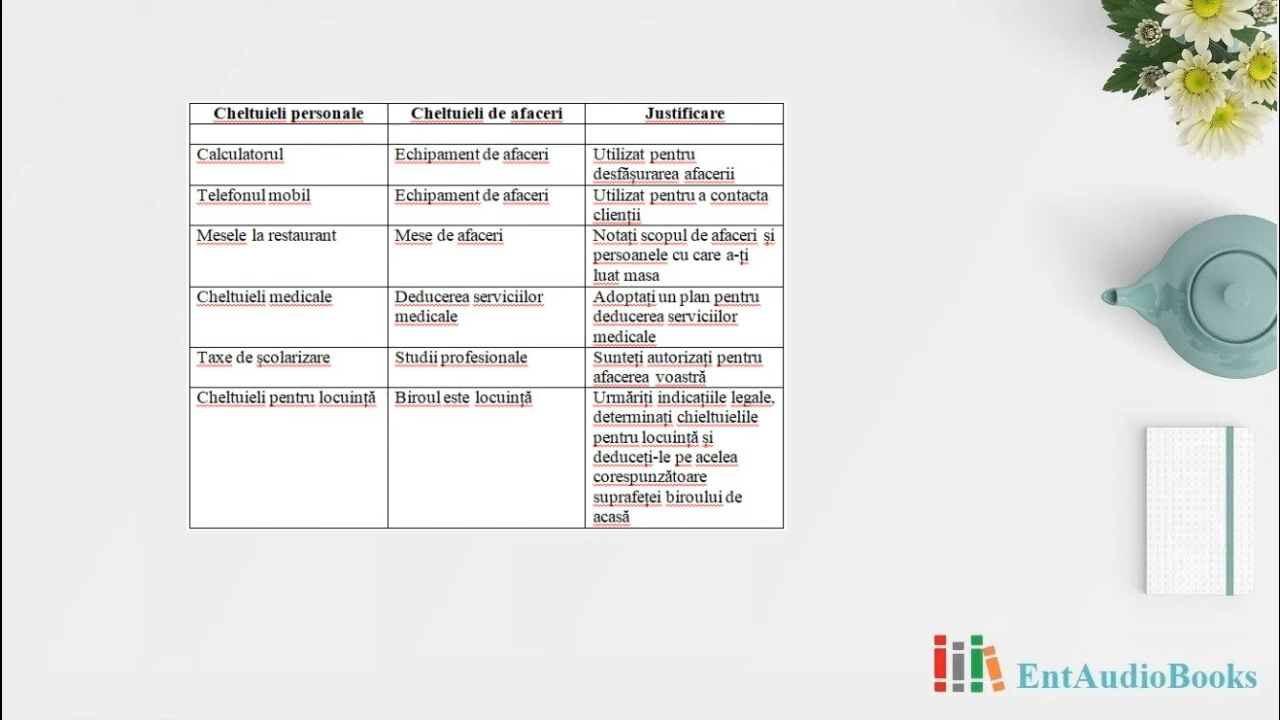 Cheltuieli personale Cheltuieli de afaceri Justificare
Calculatorul Echipament de afaceri Utilizat pentru
desfășurarea afacerii
Telefonul mobil Echipament de afaceri Utilizat pentru a contacta
clienții
Mesele la restaurant Mese de afaceri Notați scopul de afaceri și
persoanele cu care a-ți
luat masa
Cheltuieli medicale Deducerea serviciilor Adoptați un plan pentru
medicale deducerea serviciilor
medicale
Taxe de școlarizare Studii profesionale Sunteți autorizați pentru
afacerea voastră
Cheltuieli pentru locuință Biroul este locuință Urmăriți indicațiile legale,
determinați chieltuielile
pentru locuință și
deduceți-le pe acelea
corespunzătoare
suprafeței biroului de
acasă
EntAudioBooks